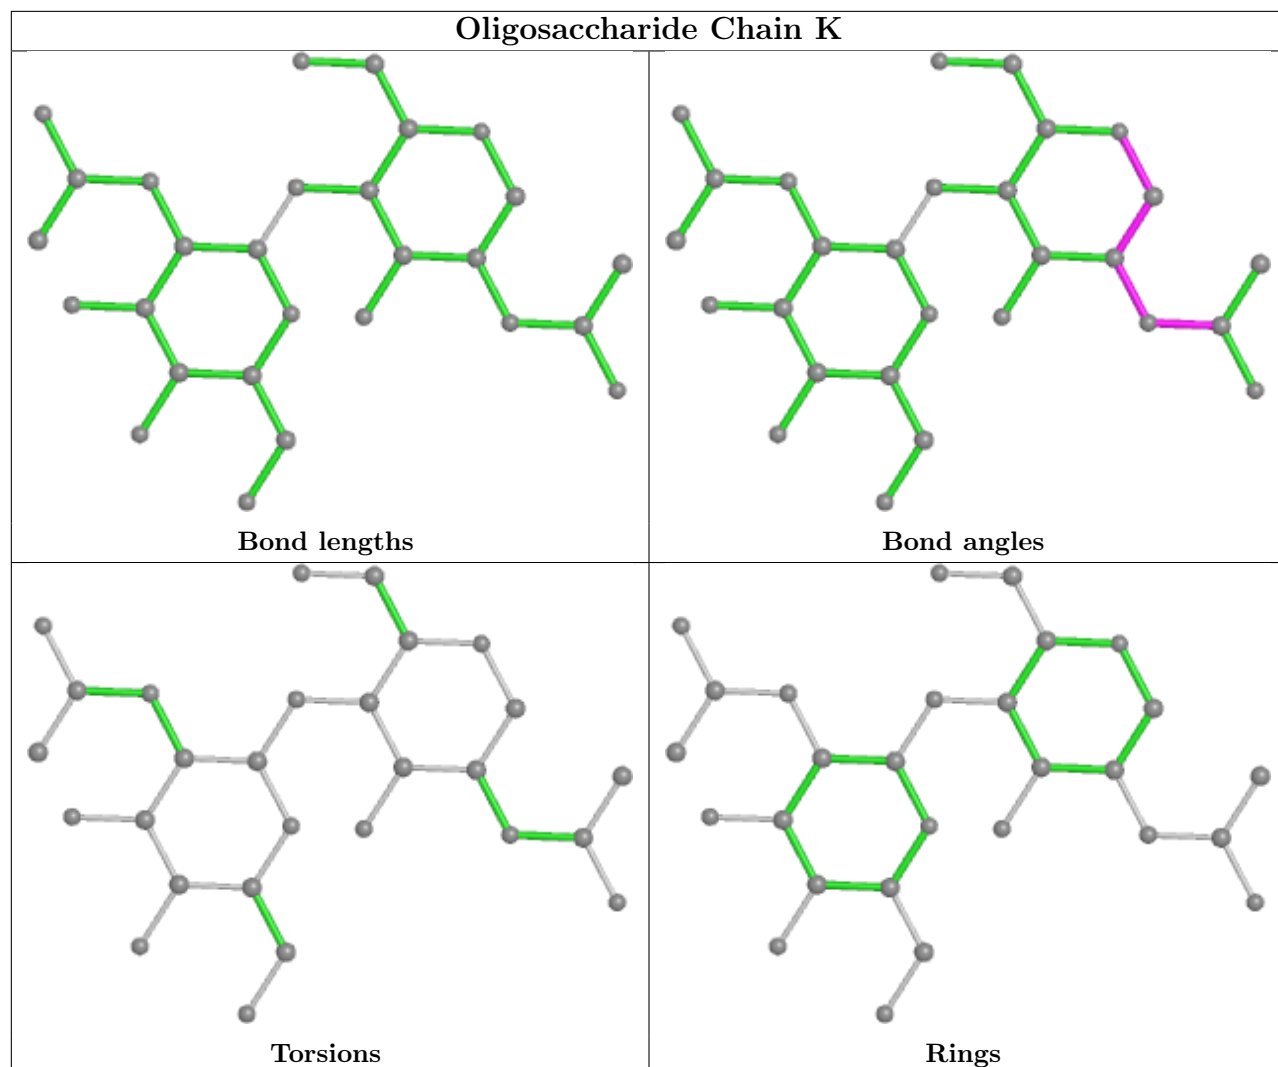 Oligosaccharide Chain K
Bond lengths
Bond angles
Torsions
Rings